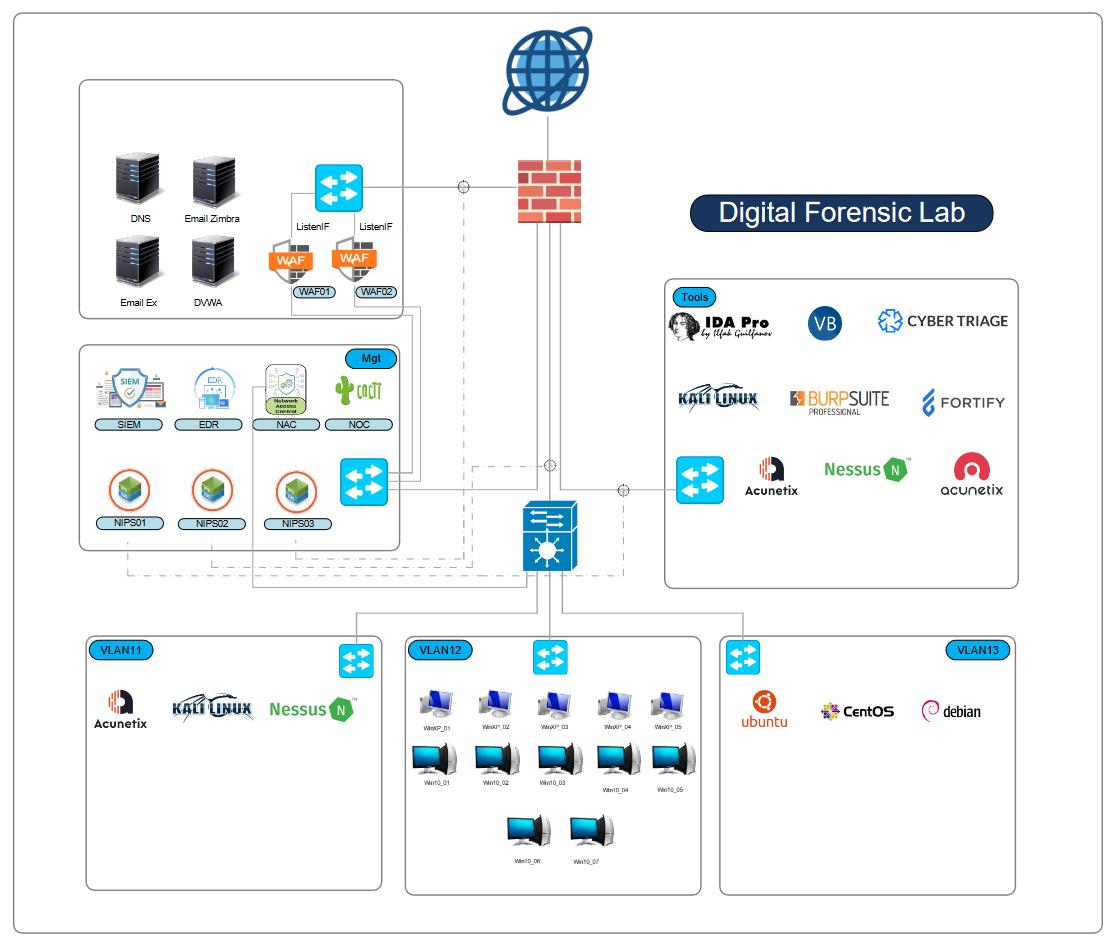 Digital Forensic Lab
DNS
Email Zimbra
ListenIF
ListenIF
WAF
WAF
Email Ex
DVWA
WAF01
WAF02
Mgt
SIEM
EDR
Network
Access
Control
cacti
SIEM
EDR
NAC
NOC
NIPS01
NIPS02
NIPS03
Tools
IDA Pro
by Ilfak Guilfanov
VB
CYBER TRIAGE
KALI LINUX
BURPSUITE
PROFESSIONAL
FORTIFY
Acunetix
Nessus N ™
acunetix
VLAN11
Acunetix
KALI LINUX
Nessus N ™
VLAN12
WinXP_01
WinXP_02
WinXP_03
WinXP_04
WinXP_05
Win10_01
Win10_02
Win10_03
Win10_04
Win10_05
Win10_06
Win10_07
VLAN13
ubuntu
CentOS
debian